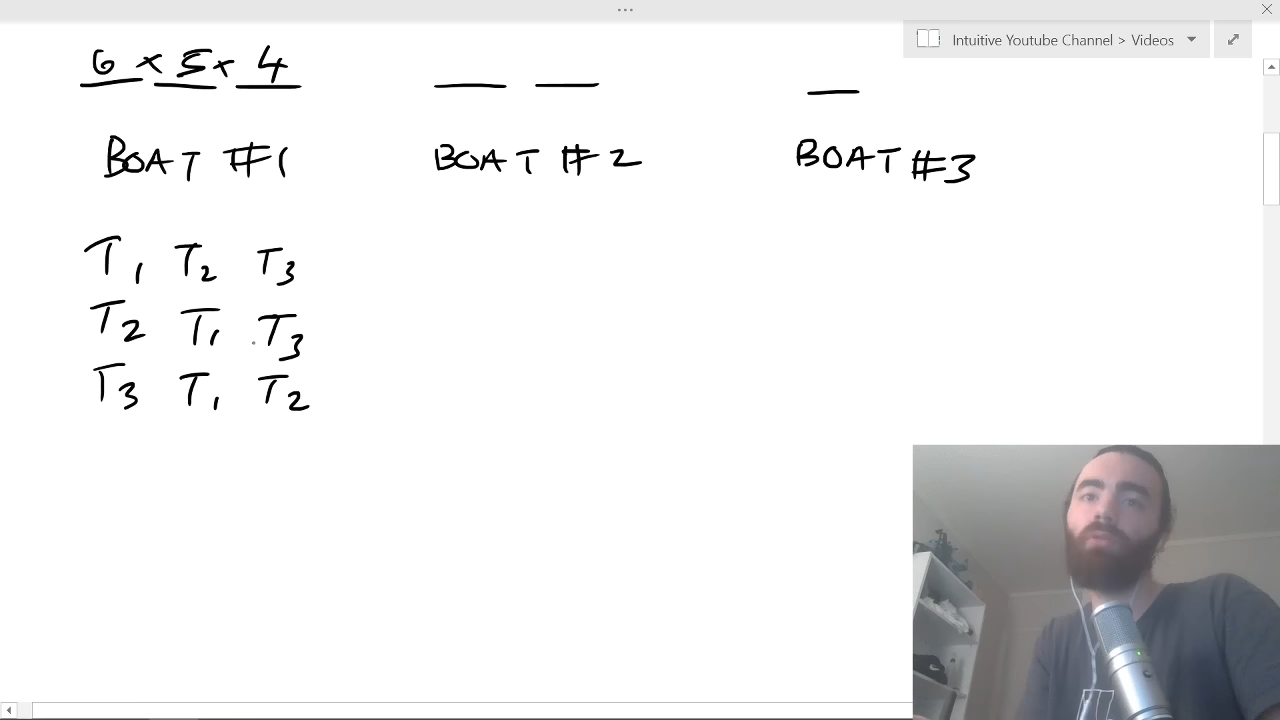 Intuitive Youtube Channel > Videos
6 × 5 × 4
BOAT #1 BOAT #2 BOAT #3
T1 T2 T3
T2 T1 T3
T3 T1 T2